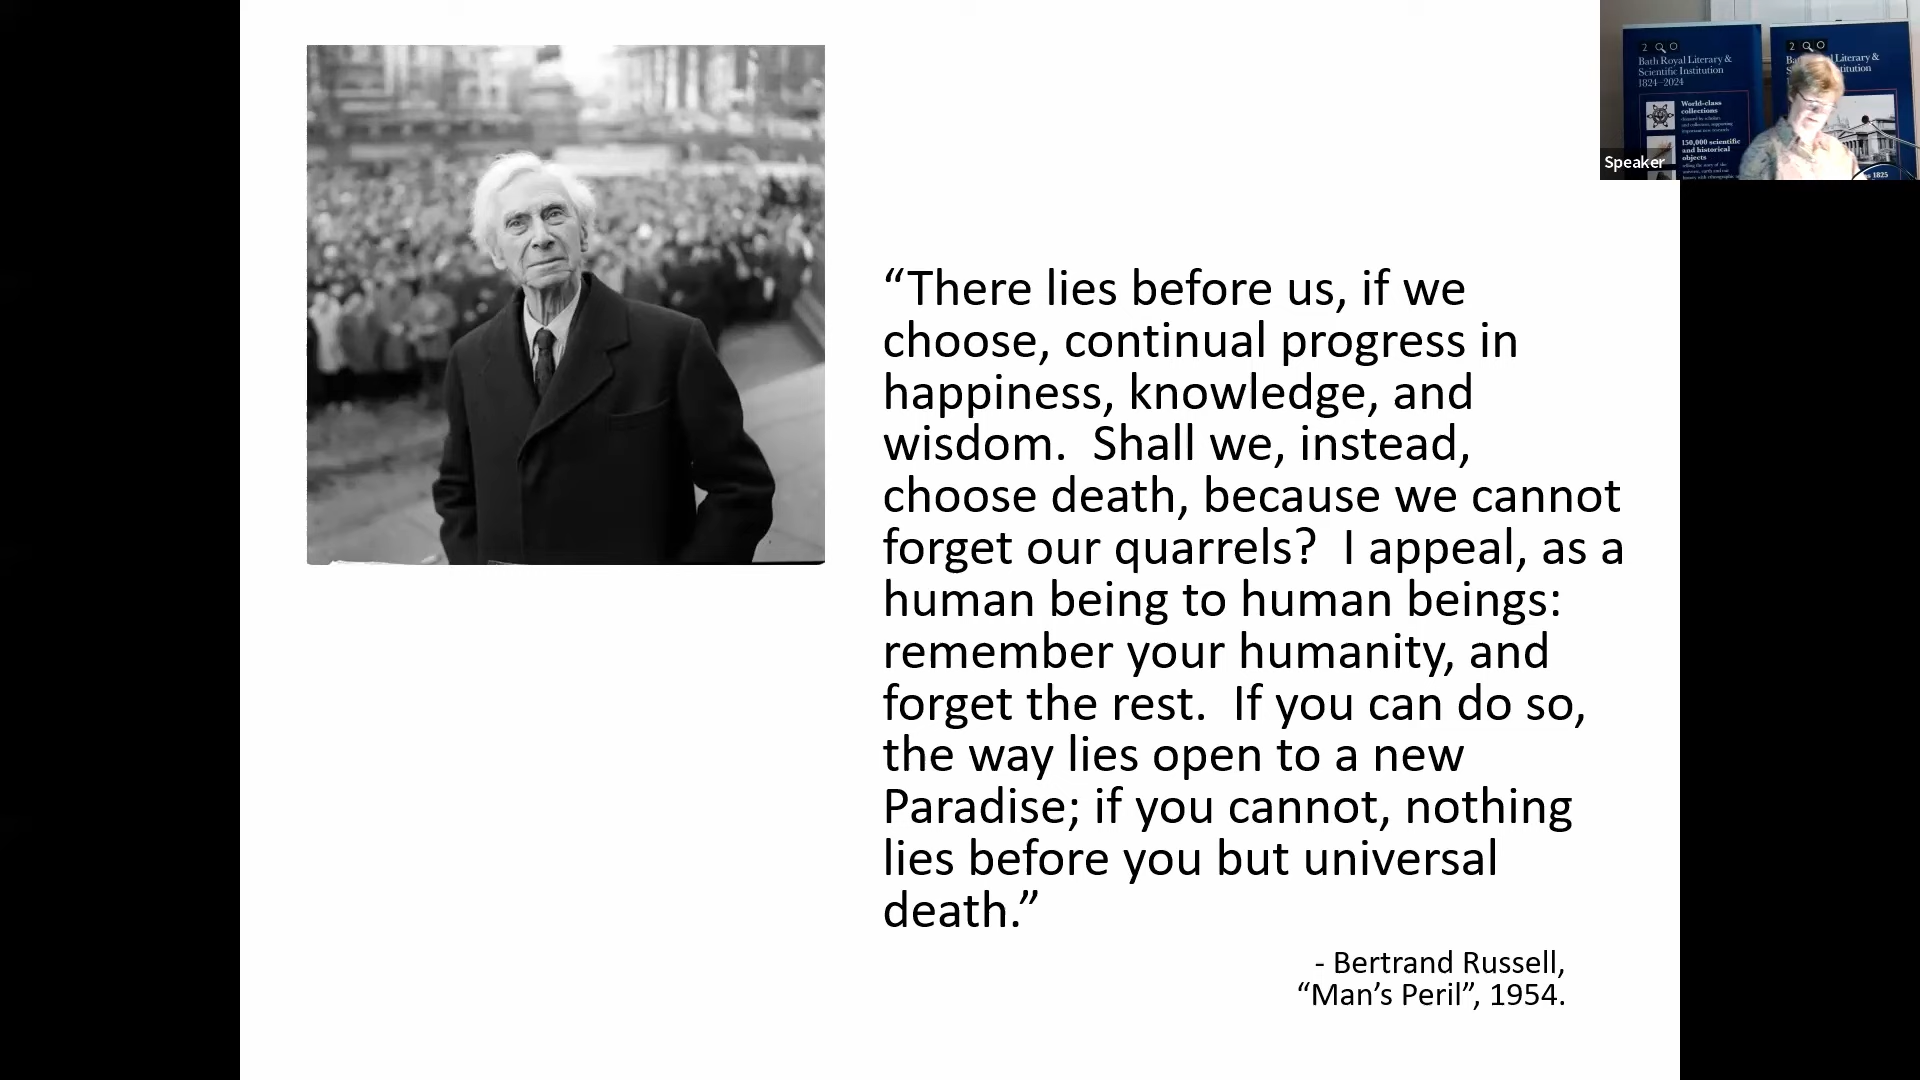 “There lies before us, if we
choose, continual progress in
happiness, knowledge, and
wisdom.  Shall we, instead,
choose death, because we cannot
forget our quarrels?  I appeal, as a
human being to human beings:
remember your humanity, and
forget the rest.  If you can do so,
the way lies open to a new
Paradise; if you cannot, nothing
lies before you but universal
death.”
- Bertrand Russell,
“Man’s Peril”, 1954.
Bath Royal Literary &
Scientific Institution
1824–2024
World-class
collections
150,000 scientific
and historical
objects
Literary &
1825
Speaker